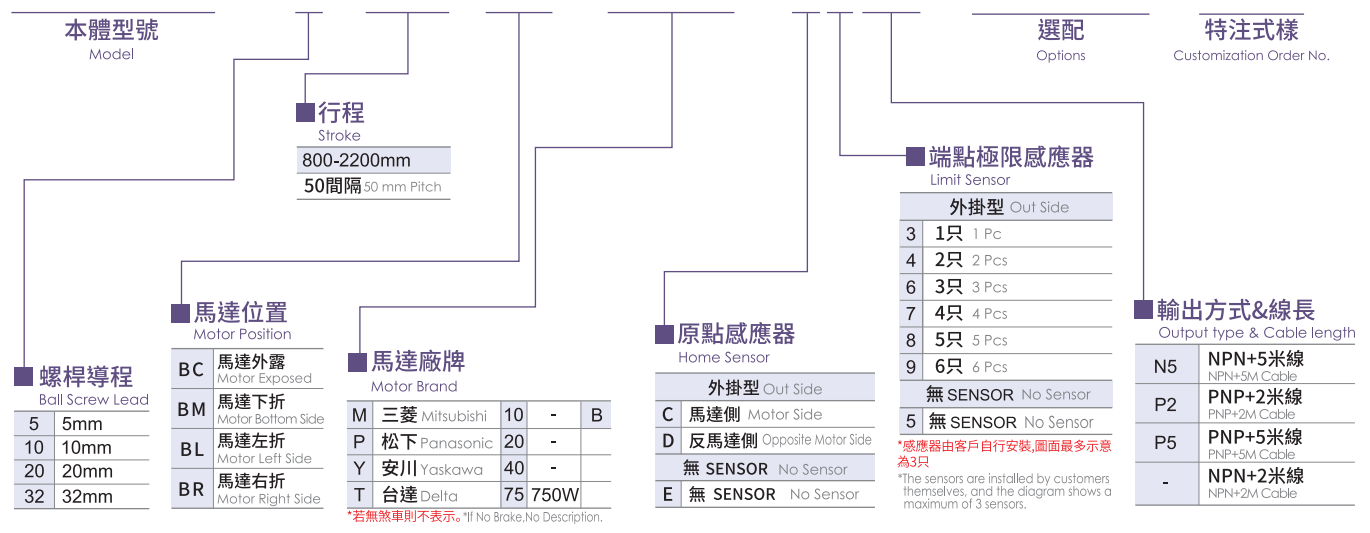 本體型號
Model
選配
Options
特注式樣
Customization Order No.
行程
Stroke
800-2200mm
50間隔 50 mm Pitch
端點極限感應器
Limit Sensor
外掛型 Out Side
3 1只 1 Pc
4 2只 2 Pcs
6 3只 3 Pcs
7 4只 4 Pcs
8 5只 5 Pcs
9 6只 6 Pcs
無 SENSOR No Sensor
5 無 SENSOR No Sensor
*感應器由客戶自行安裝,圖面最多示意
為3只
*The sensors are installed by customers
themselves, and the diagram shows a
maximum of 3 sensors.
螺桿導程
Ball Screw Lead
5 5mm
10 10mm
20 20mm
32 32mm
馬達位置
Motor Position
BC 馬達外露
Motor Exposed
BM 馬達下折
Motor Bottom Side
BL 馬達左折
Motor Left Side
BR 馬達右折
Motor Right Side
馬達廠牌
Motor Brand
M 三菱 Mitsubishi 10 - B
P 松下 Panasonic 20 -
Y 安川 Yaskawa 40 -
T 台達 Delta 75 750W
*若無煞車則不表示。*If No Brake,No Description.
原點感應器
Home Sensor
外掛型 Out Side
C 馬達側 Motor Side
D 反馬達側 Opposite Motor Side
無 SENSOR No Sensor
E 無 SENSOR No Sensor
輸出方式&線長
Output type & Cable length
N5 NPN+5米線
NPN+5M Cable
P2 PNP+2米線
PNP+2M Cable
P5 PNP+5米線
PNP+5M Cable
- NPN+2米線
NPN+2M Cable